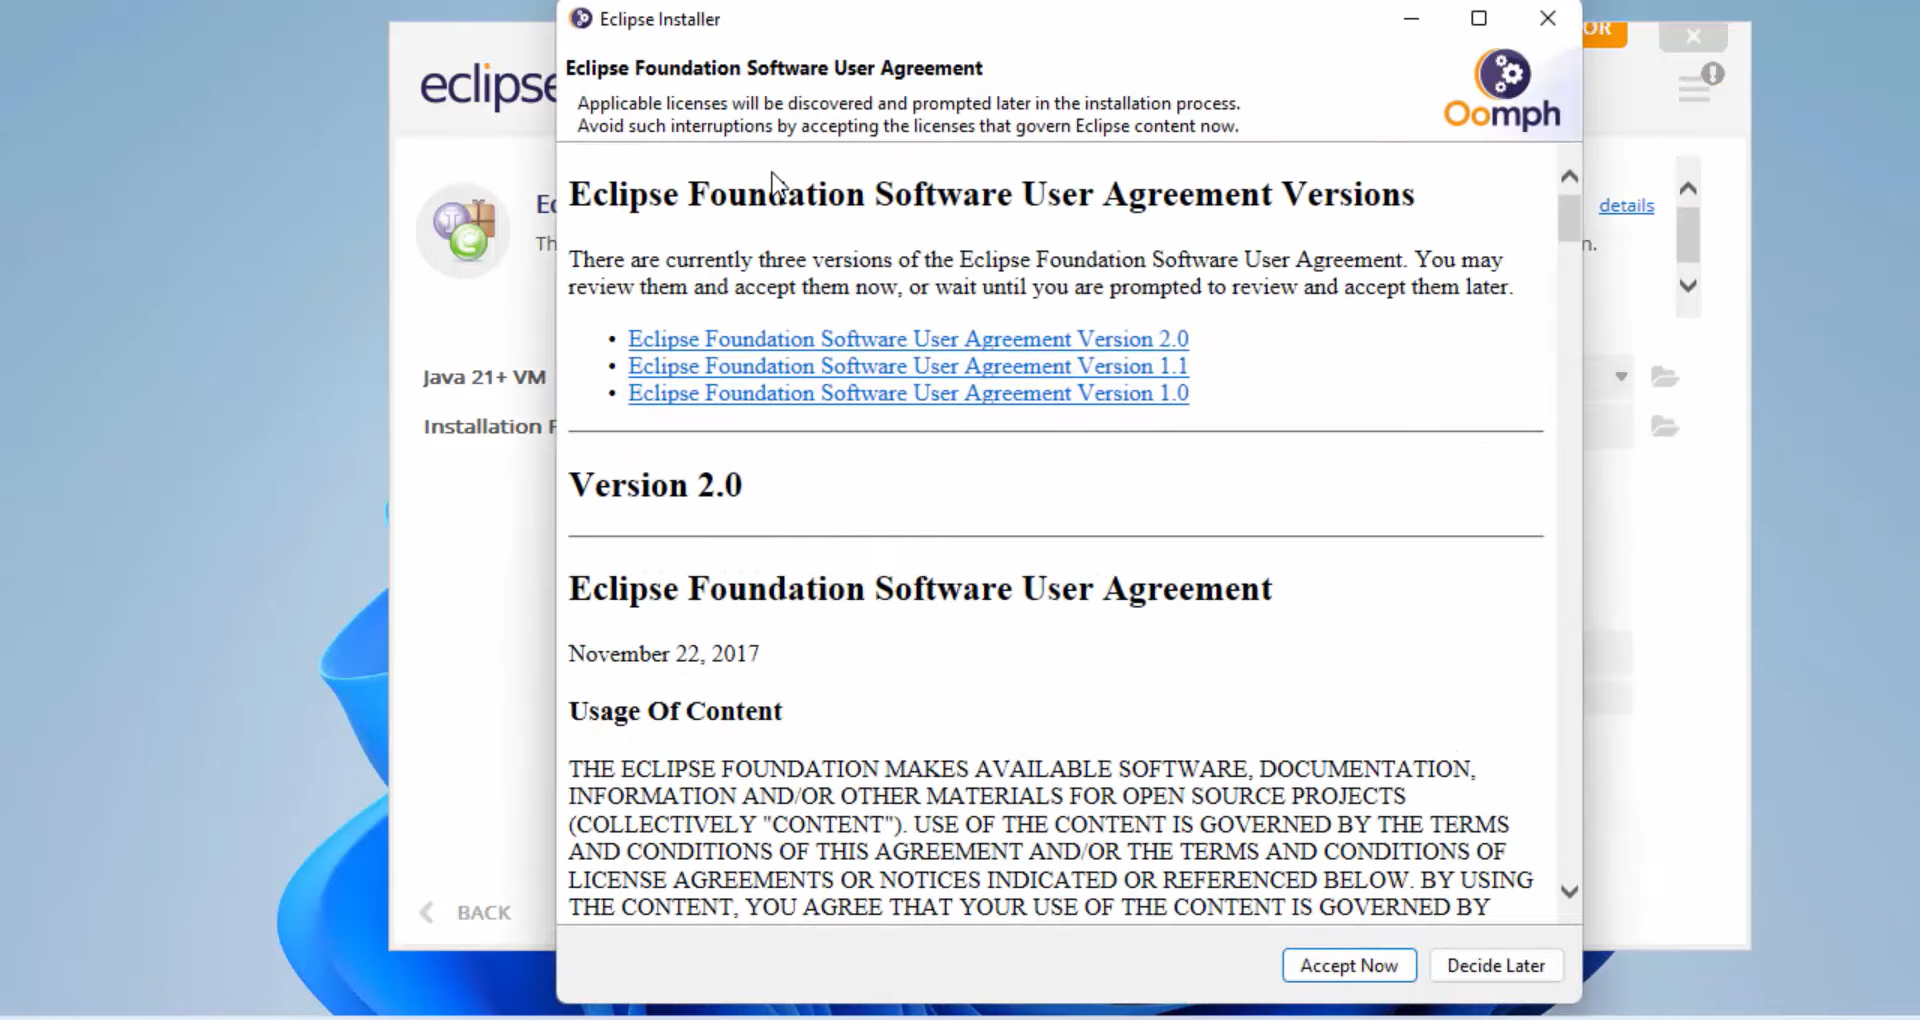 Eclipse Installer
Eclipse Foundation Software User Agreement
Applicable licenses will be discovered and prompted later in the installation process.
Avoid such interruptions by accepting the licenses that govern Eclipse content now.
Oomph
eclipse
OR
Eclipse Foundation Software User Agreement Versions
There are currently three versions of the Eclipse Foundation Software User Agreement. You may
review them and accept them now, or wait until you are prompted to review and accept them later.
• Eclipse Foundation Software User Agreement Version 2.0
• Eclipse Foundation Software User Agreement Version 1.1
• Eclipse Foundation Software User Agreement Version 1.0
Version 2.0
Eclipse Foundation Software User Agreement
November 22, 2017
Usage Of Content
THE ECLIPSE FOUNDATION MAKES AVAILABLE SOFTWARE, DOCUMENTATION,
INFORMATION AND/OR OTHER MATERIALS FOR OPEN SOURCE PROJECTS
(COLLECTIVELY "CONTENT"). USE OF THE CONTENT IS GOVERNED BY THE TERMS
AND CONDITIONS OF THIS AGREEMENT AND/OR THE TERMS AND CONDITIONS OF
LICENSE AGREEMENTS OR NOTICES INDICATED OR REFERENCED BELOW. BY USING
THE CONTENT, YOU AGREE THAT YOUR USE OF THE CONTENT IS GOVERNED BY
Accept Now
Decide Later
Ec
Th
details
n.
Java 21+ VM
Installation F
BACK